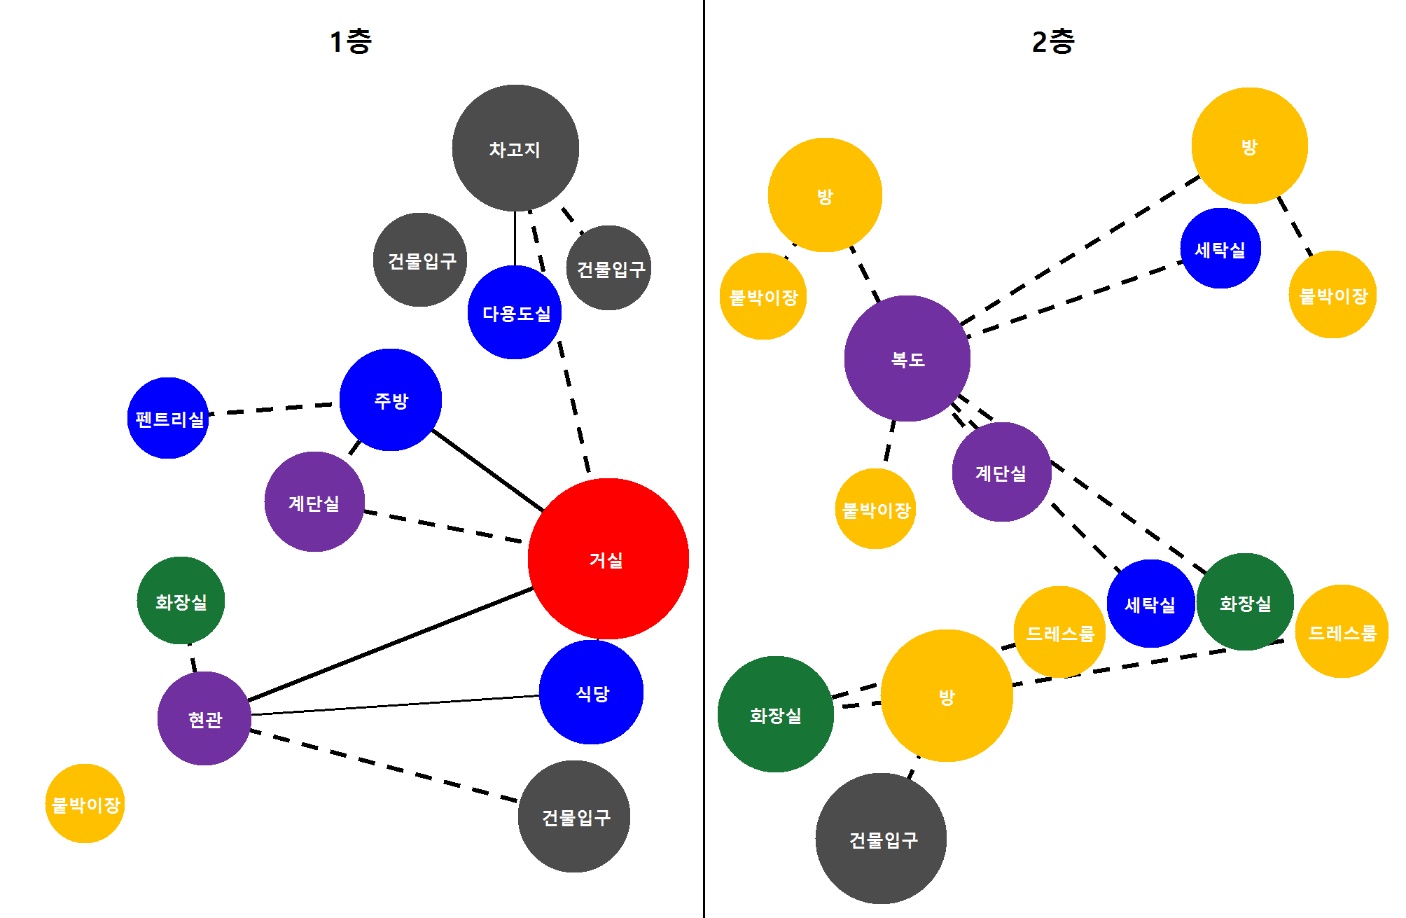 1층
차고지
건물입구
건물입구
다용도실
주방
펜트리실
계단실
거실
화장실
식당
현관
붙박이장
건물입구
2층
방
방
세탁실
붙박이장
붙박이장
복도
계단실
붙박이장
세탁실
화장실
드레스룸
드레스룸
방
화장실
건물입구